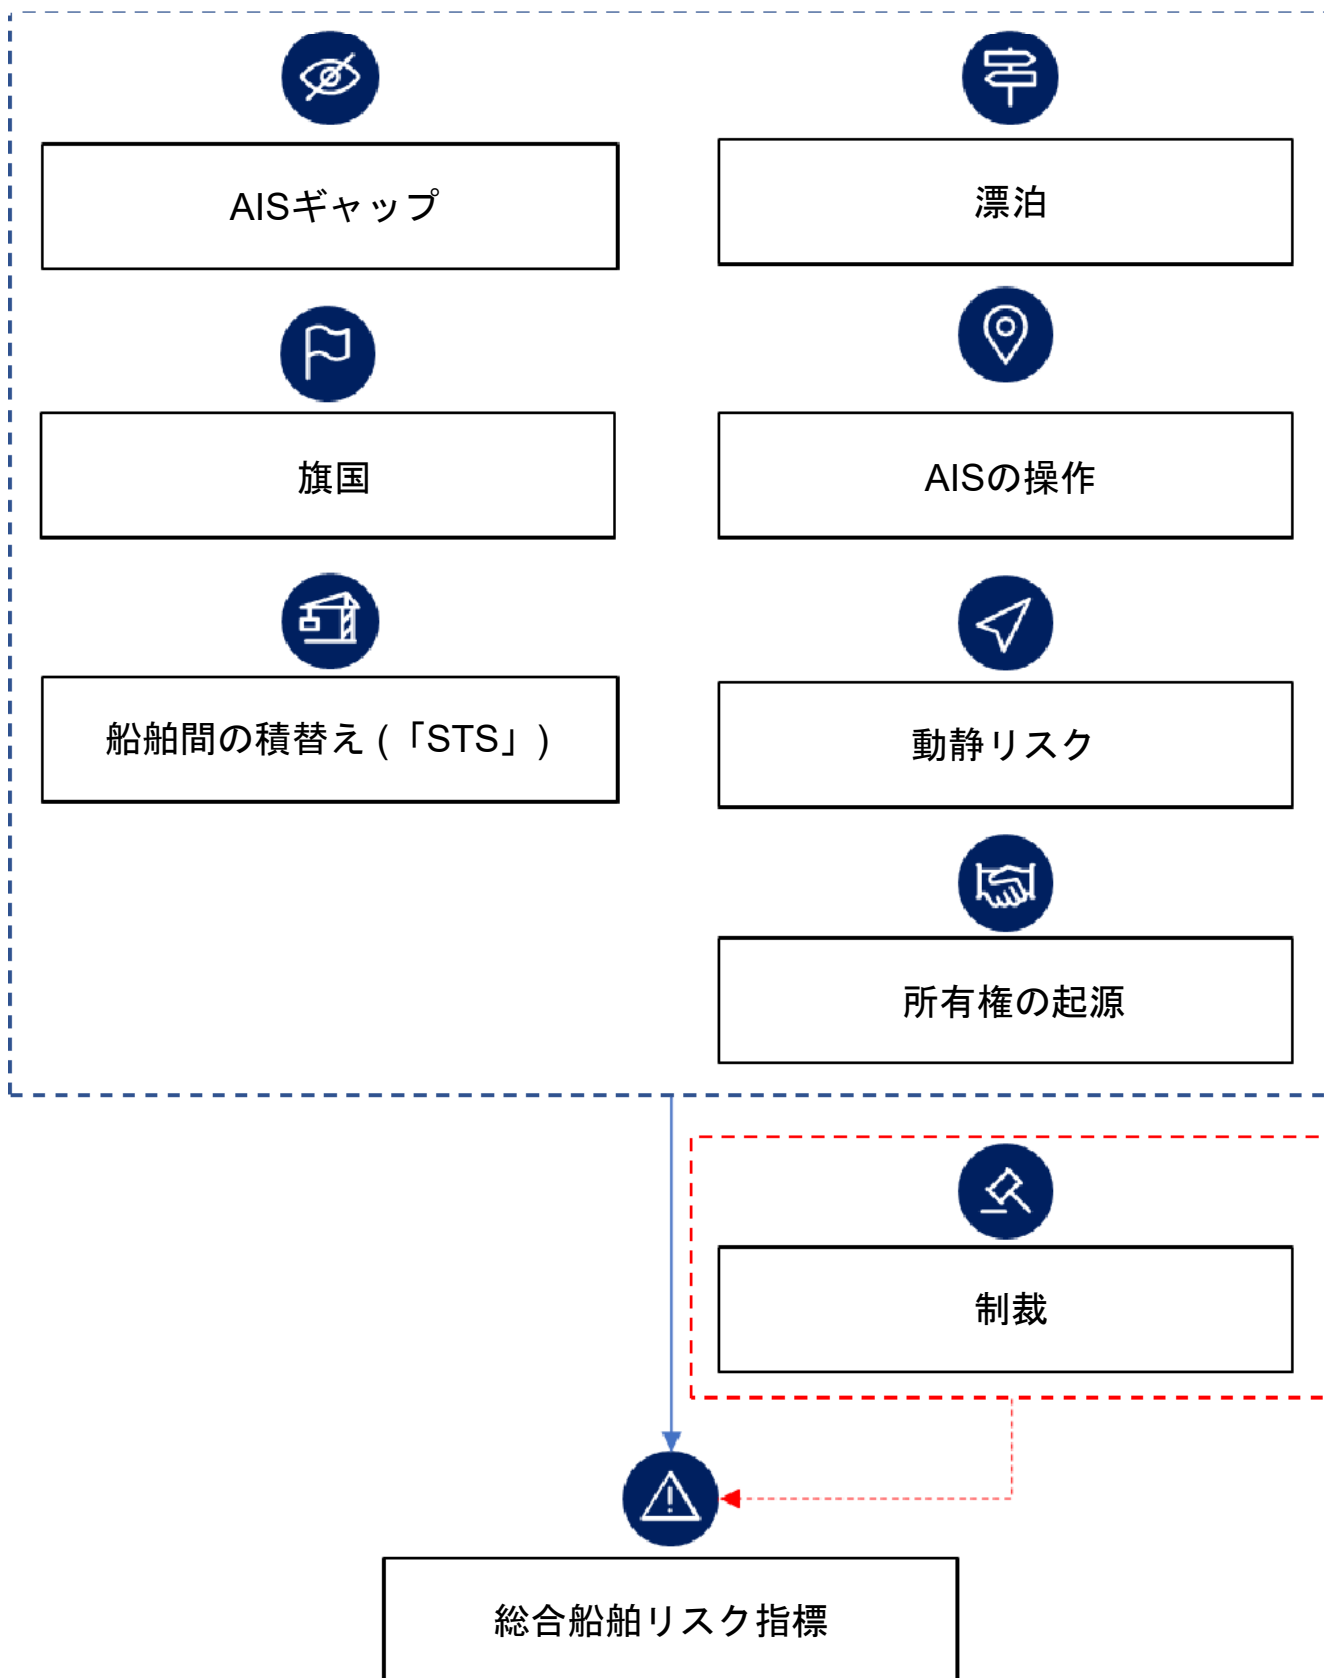 AISギャップ
漂泊
旗国
AISの操作
船舶間の積替え (「STS」)
動静リスク
所有権の起源
制裁
総合船舶リスク指標